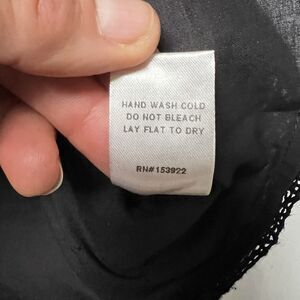 HAND WASH COLD
DO NOT BLEACH
LAY FLAT TO DRY
RN#153922